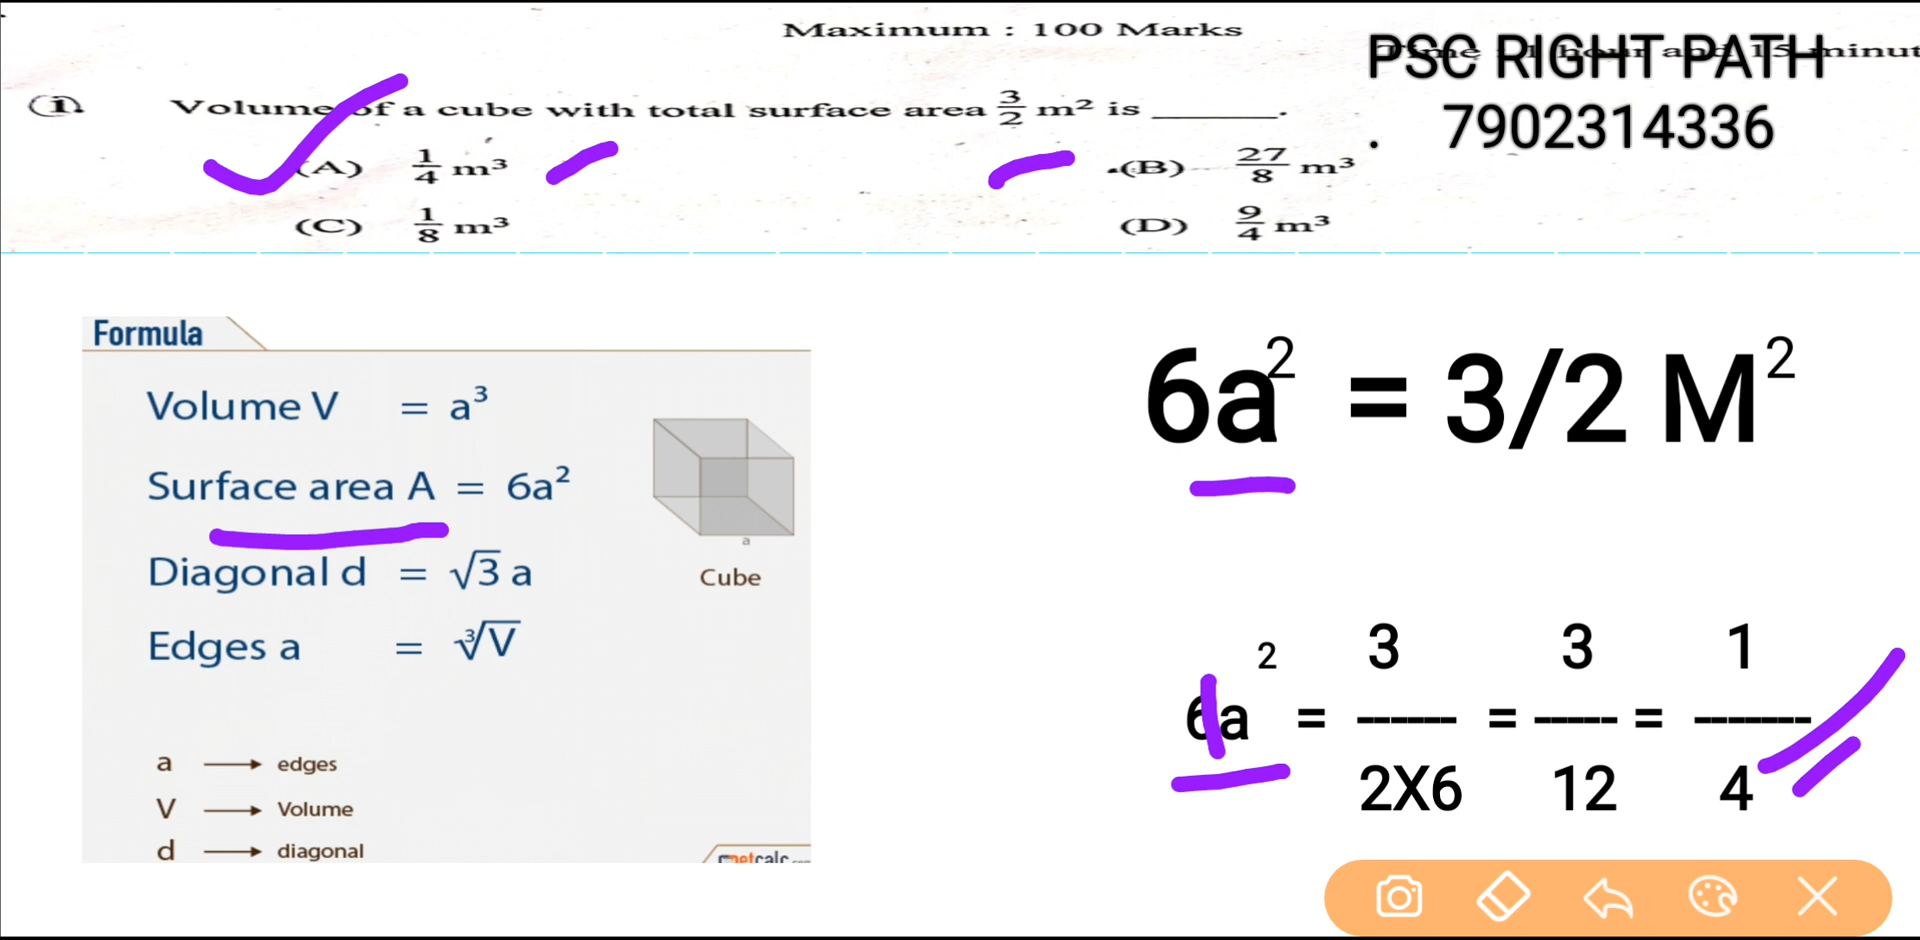 Maximum : 100 Marks
PSC RIGHT PATH
7902314336
1. Volume of a cube with total surface area 3/2 m² is ______.
(A) 1/4 m³
(B) 27/8 m³
(C) 1/8 m³
(D) 9/4 m³
Formula
Volume V = a³
Surface area A = 6a²
Diagonal d = √3 a
Edges a = ∛V
a → edges
V → Volume
d → diagonal
a
Cube
6a² = 3/2 M²
6a² = 3/2X6 = 3/12 = 1/4